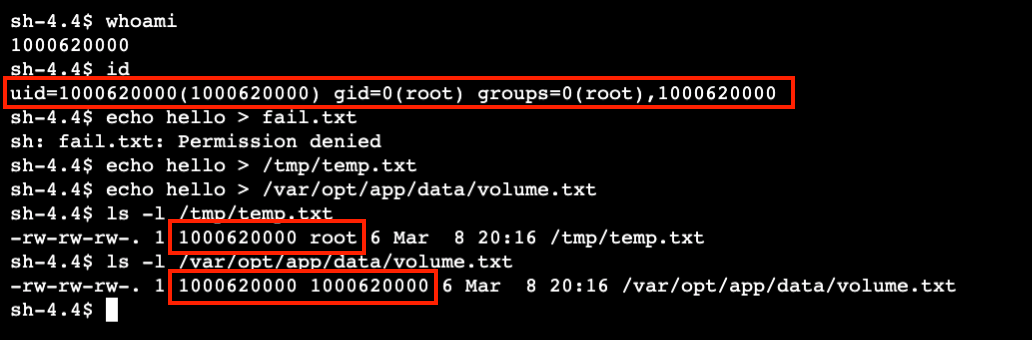 sh-4.4$ whoami
1000620000
sh-4.4$ id
uid=1000620000(1000620000) gid=0(root) groups=0(root),1000620000
sh-4.4$ echo hello > fail.txt
sh: fail.txt: Permission denied
sh-4.4$ echo hello > /tmp/temp.txt
sh-4.4$ echo hello > /var/opt/app/data/volume.txt
sh-4.4$ ls -l /tmp/temp.txt
-rw-rw-rw-. 1 1000620000 root 6 Mar  8 20:16 /tmp/temp.txt
sh-4.4$ ls -l /var/opt/app/data/volume.txt
-rw-rw-rw-. 1 1000620000 1000620000 6 Mar  8 20:16 /var/opt/app/data/volume.txt
sh-4.4$